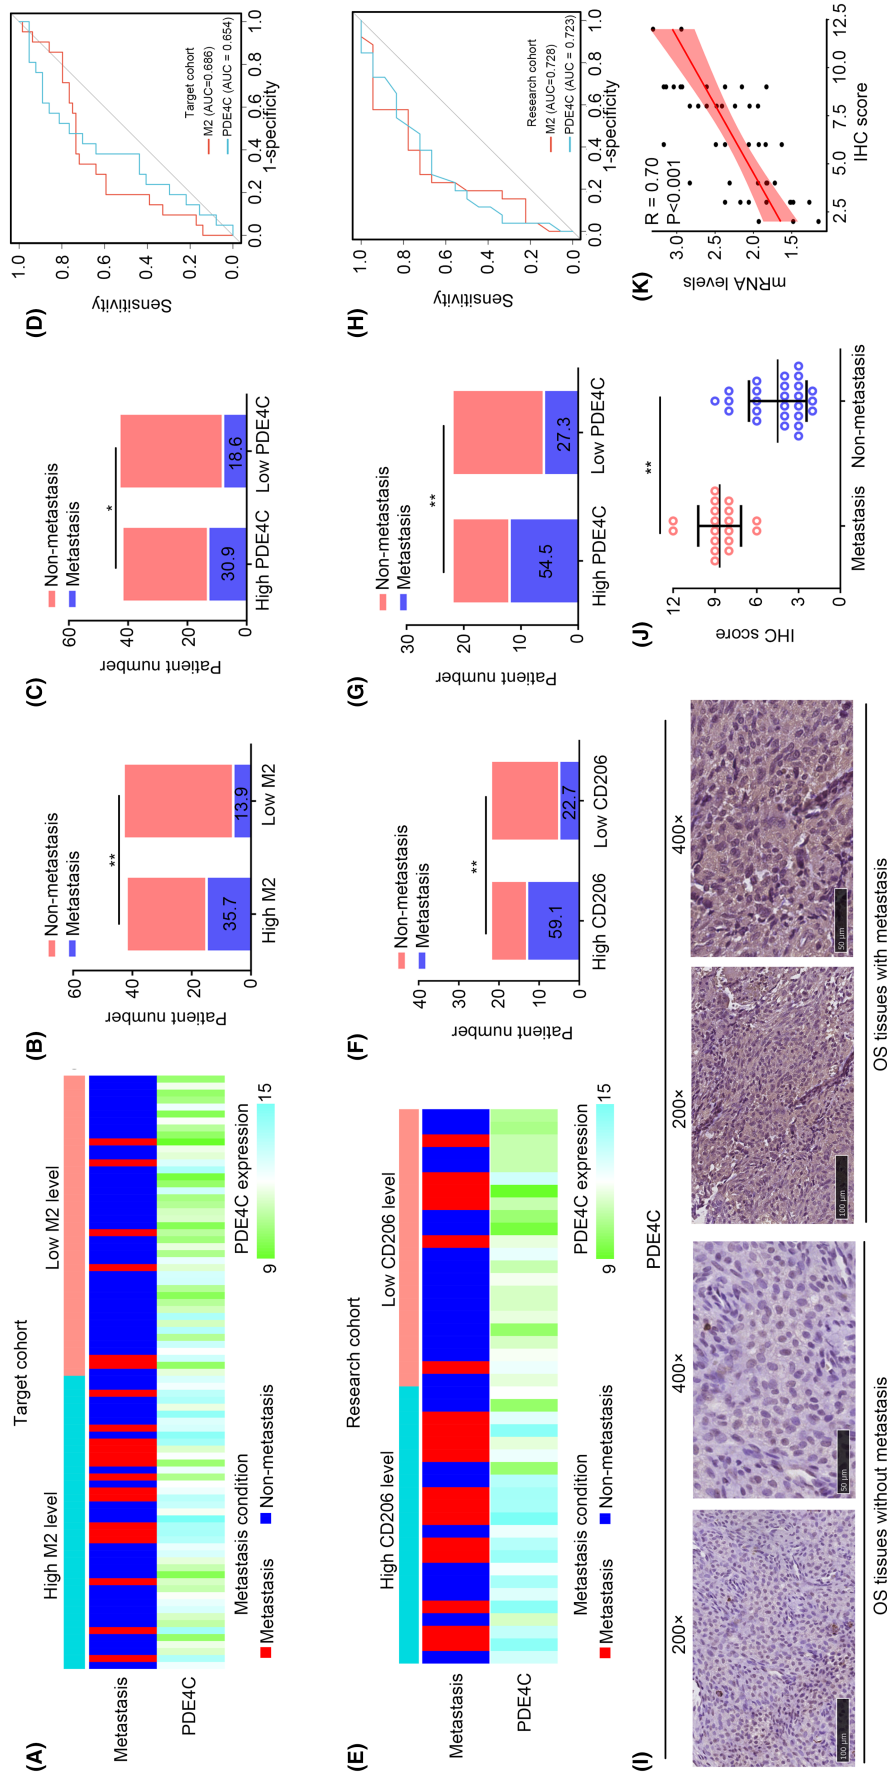 (A)
Target cohort
High M2 level
Low M2 level
Metastasis
PDE4C
Metastasis condition
PDE4C expression
Metastasis
Non-metastasis
9
15
(B)
Non-metastasis
Metastasis
Patient number
60
40
20
0
**
35.7
13.9
High M2
Low M2
(C)
Non-metastasis
Metastasis
Patient number
60
40
20
0
*
30.9
18.6
High PDE4C
Low PDE4C
(D)
Sensitivity
1.0
0.8
0.6
0.4
0.2
0.0
Target cohort
M2 (AUC=0.686)
PDE4C (AUC = 0.654)
0.0
0.2
0.4
0.6
0.8
1.0
1-specificity
(E)
Research cohort
High CD206 level
Low CD206 level
Metastasis
PDE4C
Metastasis condition
PDE4C expression
Metastasis
Non-metastasis
9
15
(F)
Non-metastasis
Metastasis
Patient number
40
30
20
10
0
**
59.1
22.7
High CD206
Low CD206
(G)
Non-metastasis
Metastasis
Patient number
30
20
10
0
**
54.5
27.3
High PDE4C
Low PDE4C
(H)
Sensitivity
1.0
0.8
0.6
0.4
0.2
0.0
Research cohort
M2 (AUC=0.728)
PDE4C (AUC = 0.723)
0.0
0.2
0.4
0.6
0.8
1.0
1-specificity
(I)
PDE4C
200×
400×
200×
400×
100 µm
50 µm
100 µm
50 µm
OS tissues without metastasis
OS tissues with metastasis
(J)
IHC score
12
9
6
3
0
**
Metastasis
Non-metastasis
(K)
mRNA levels
3.0
2.5
2.0
1.5
R = 0.70
P<0.001
2.5
5.0
7.5
10.0
12.5
IHC score